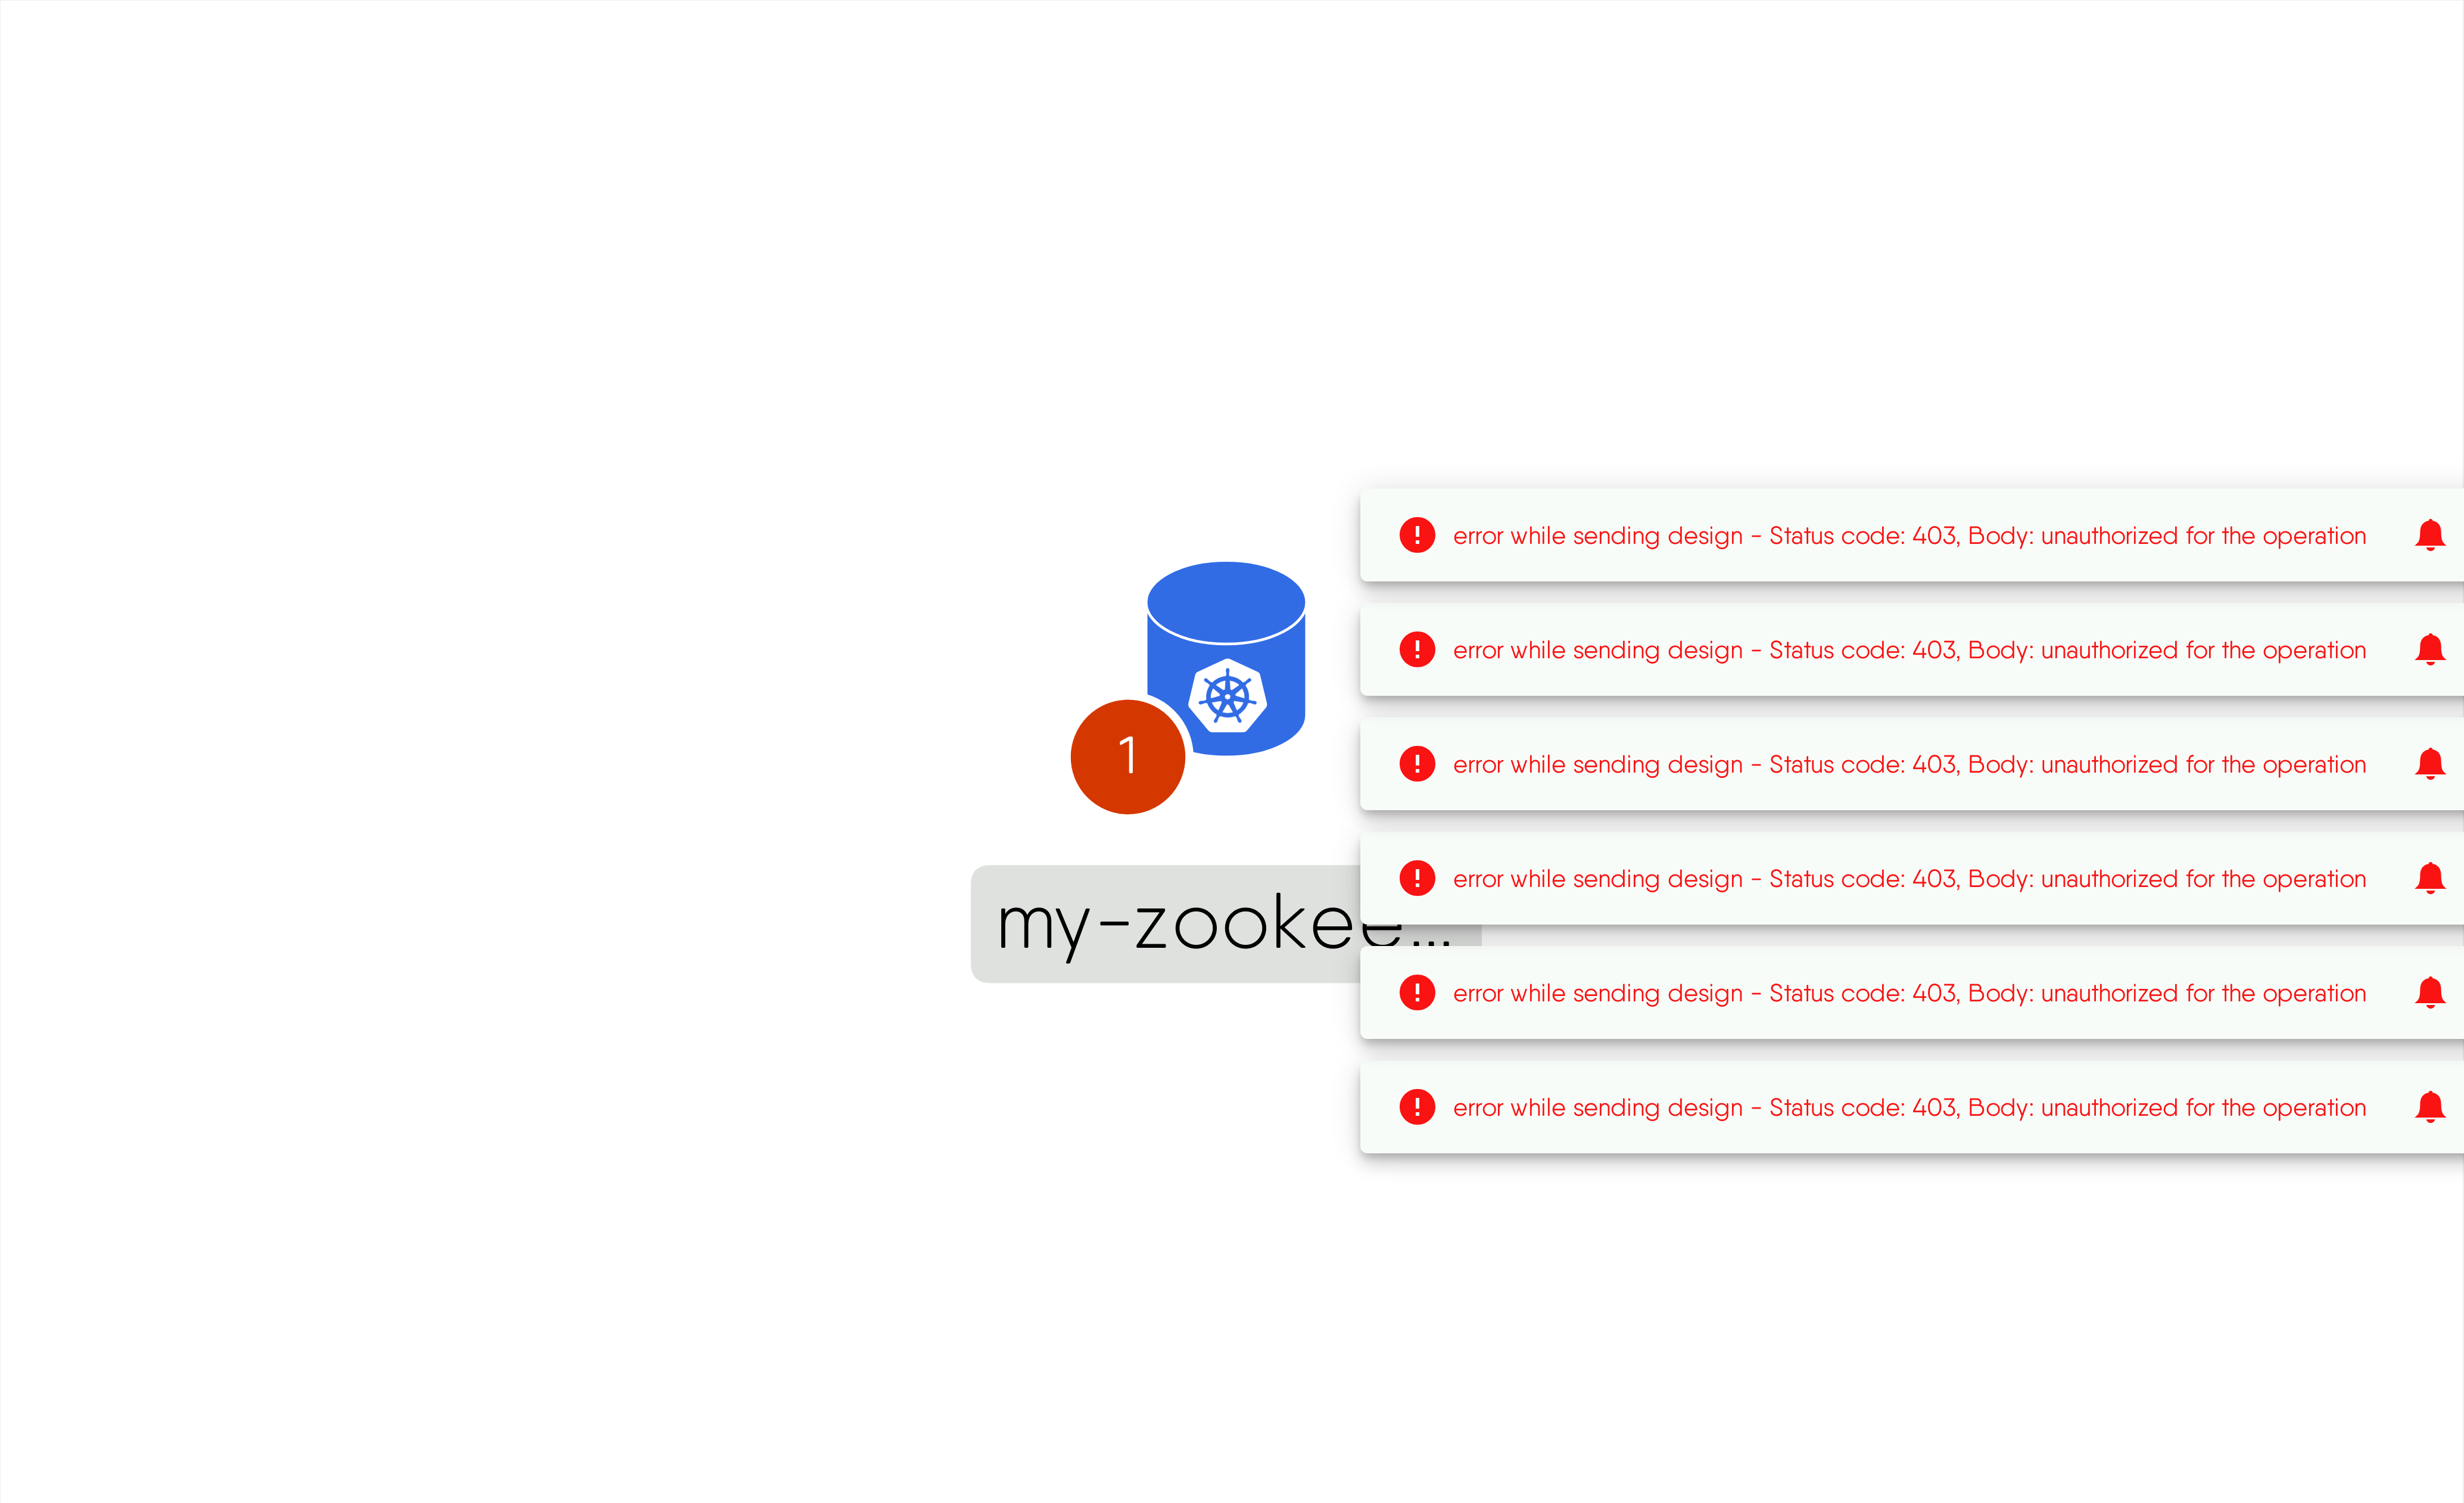 error while sending design - Status code: 403, Body: unauthorized for the operation
error while sending design - Status code: 403, Body: unauthorized for the operation
1
error while sending design - Status code: 403, Body: unauthorized for the operation
error while sending design - Status code: 403, Body: unauthorized for the operation
my-zookee...
error while sending design - Status code: 403, Body: unauthorized for the operation
error while sending design - Status code: 403, Body: unauthorized for the operation